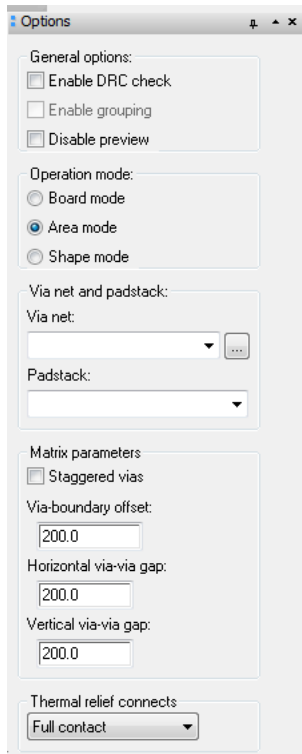 Options
General options:
Enable DRC check
Enable grouping
Disable preview
Operation mode:
Board mode
Area mode
Shape mode
Via net and padstack:
Via net:
...
Padstack:
Matrix parameters
Staggered vias
Via-boundary offset:
200.0
Horizontal via-via gap:
200.0
Vertical via-via gap:
200.0
Thermal relief connects
Full contact